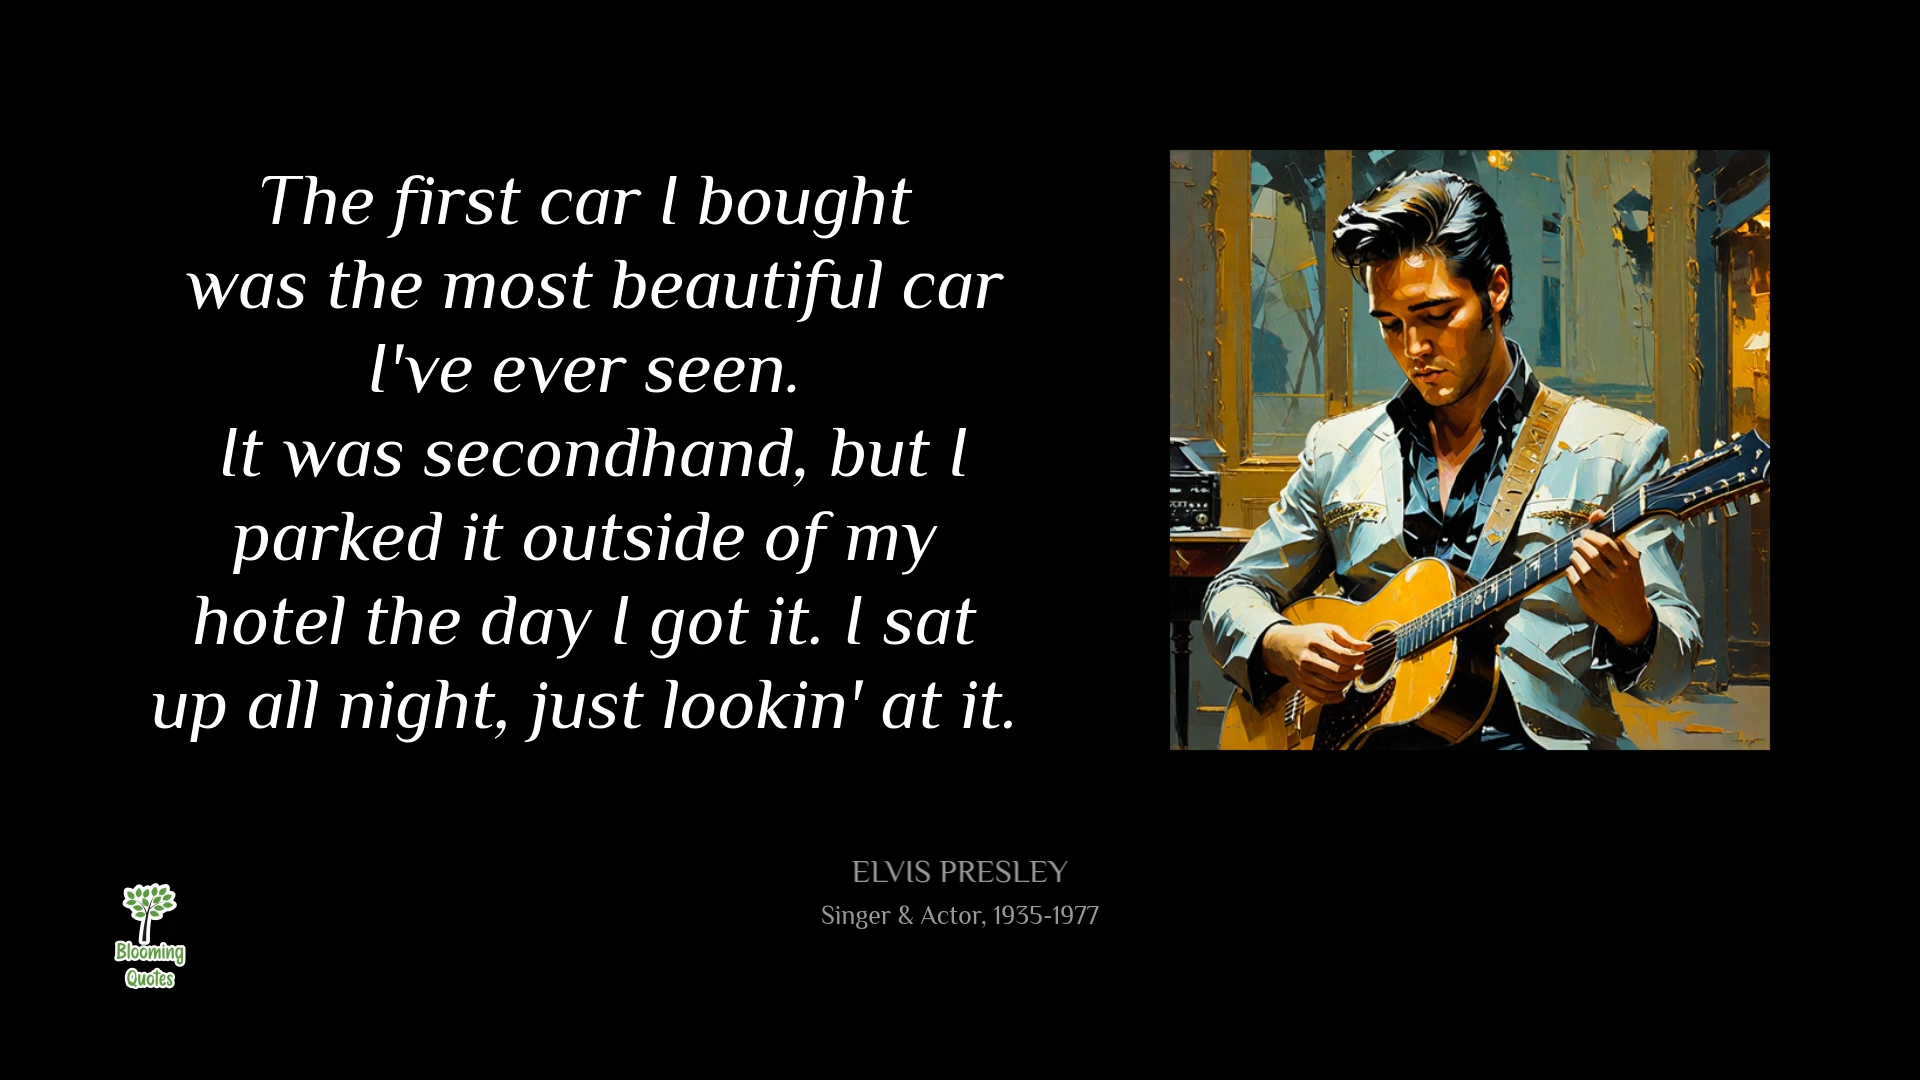 The first car I bought
was the most beautiful car
I've ever seen.
It was secondhand, but I
parked it outside of my
hotel the day I got it. I sat
up all night, just lookin' at it.
ELVIS PRESLEY
Singer & Actor, 1935-1977
Blooming
Quotes